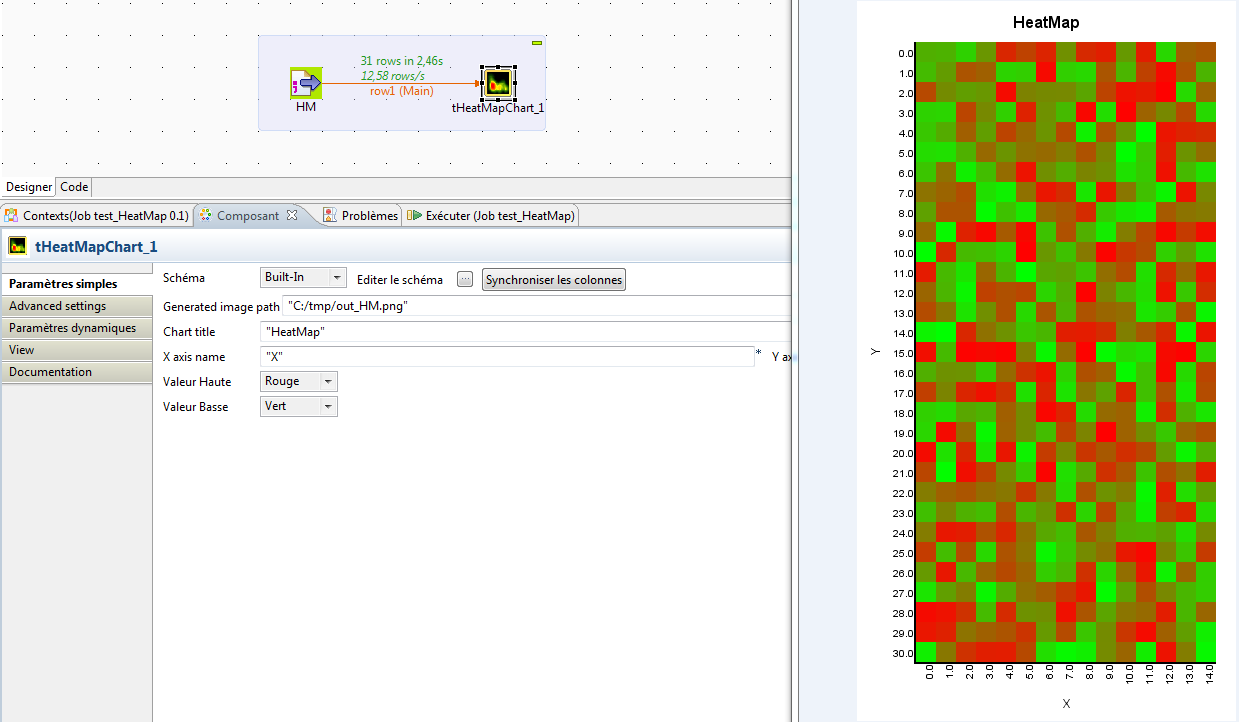 31 rows in 2,46s
12,58 rows/s
row1 (Main)
HM
tHeatMapChart_1
Designer
Code
Contexts(Job test_HeatMap 0.1)
Composant
Problèmes
Exécuter (Job test_HeatMap)
tHeatMapChart_1
Paramètres simples
Advanced settings
Paramètres dynamiques
View
Documentation
Schéma
Built-In
Editer le schéma
...
Synchroniser les colonnes
Generated image path
"C:/tmp/out_HM.png"
Chart title
"HeatMap"
X axis name
"X"
*
Y ax
Valeur Haute
Rouge
Valeur Basse
Vert
HeatMap
0.0
1.0
2.0
3.0
4.0
5.0
6.0
7.0
8.0
9.0
10.0
11.0
12.0
13.0
14.0
15.0
16.0
17.0
18.0
19.0
20.0
21.0
22.0
23.0
24.0
25.0
26.0
27.0
28.0
29.0
30.0
Y
0.0
1.0
2.0
3.0
4.0
5.0
6.0
7.0
8.0
9.0
10.0
11.0
12.0
13.0
14.0
X